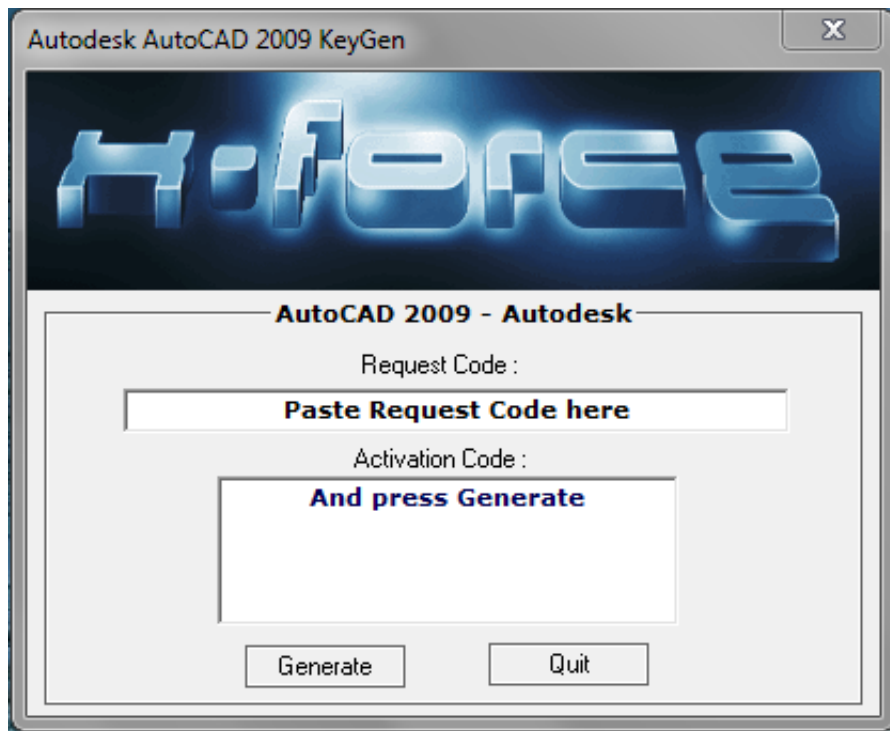 Autodesk AutoCAD 2009 KeyGen
X-force
AutoCAD 2009 - Autodesk
Request Code :
Paste Request Code here
Activation Code :
And press Generate
Generate
Quit